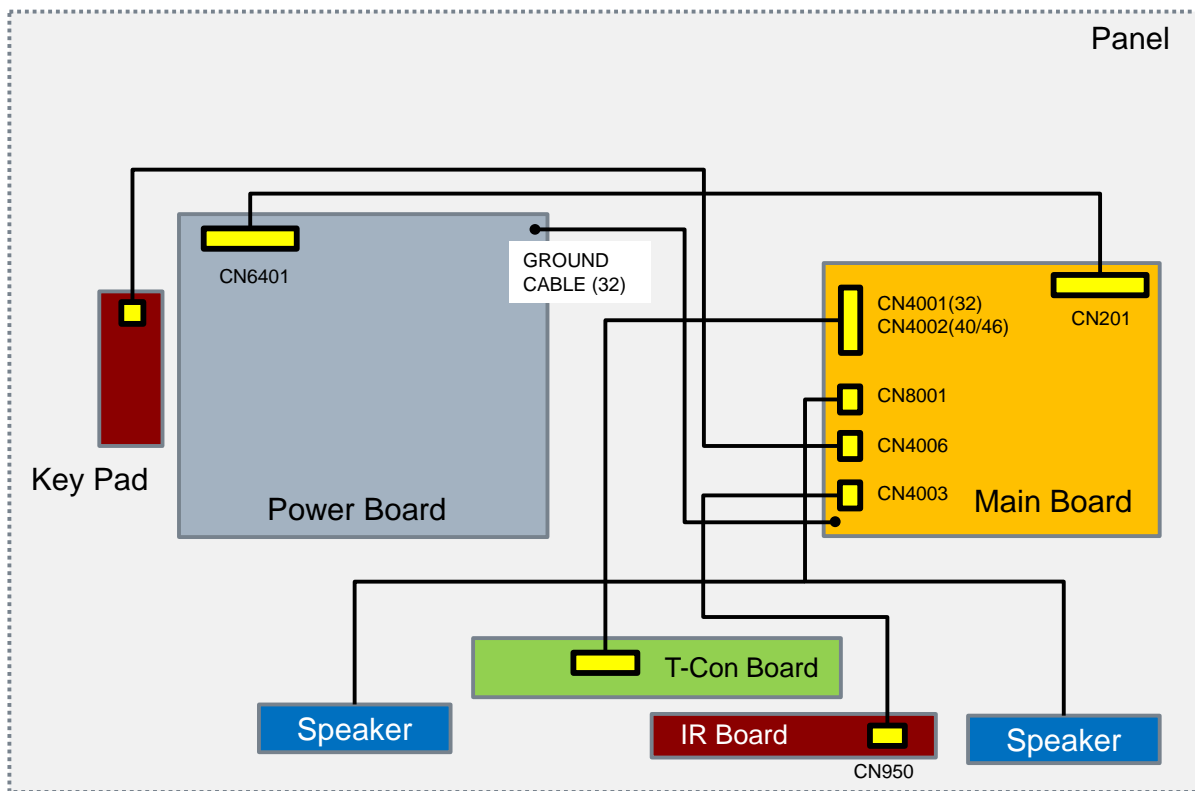 Panel
CN6401
GROUND
CABLE (32)
CN4001(32)
CN4002(40/46)
CN201
CN8001
CN4006
CN4003
Key Pad
Power Board
Main Board
T-Con Board
Speaker
IR Board
Speaker
CN950